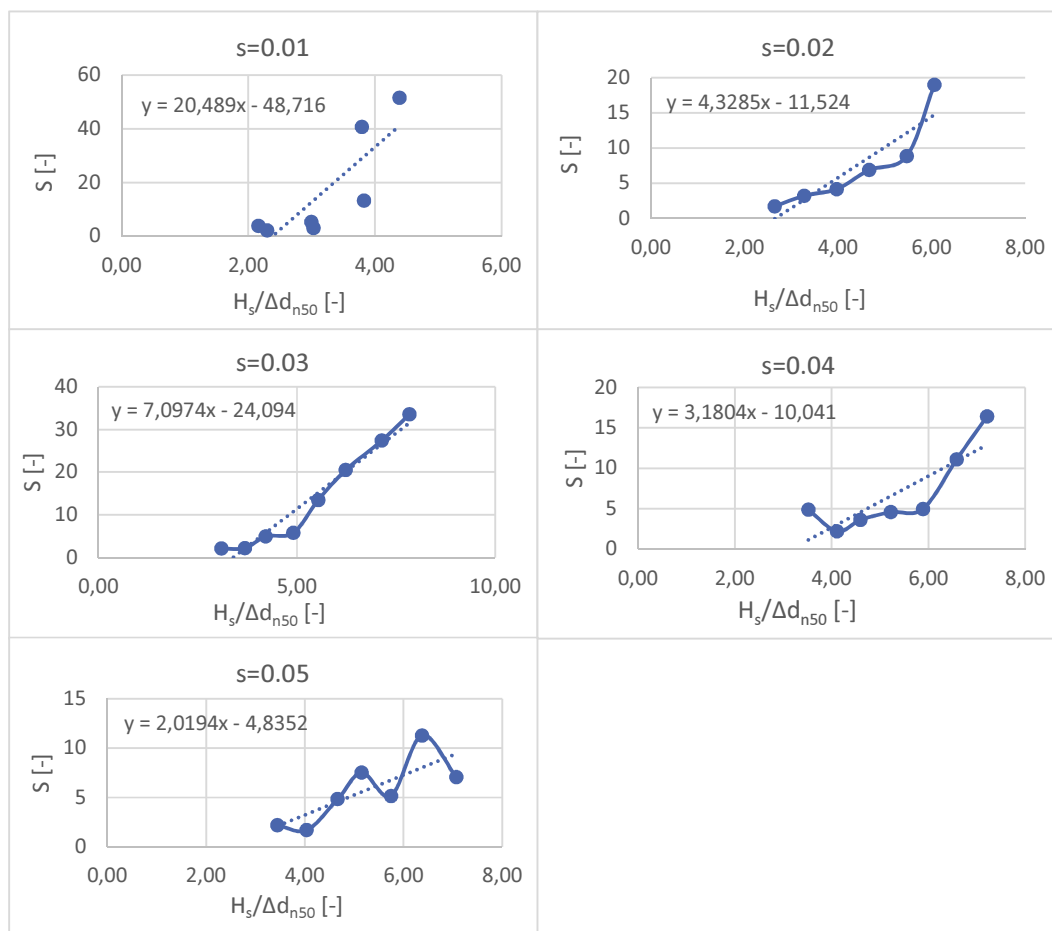 s=0.01
60
40
20
0
y = 20,489x - 48,716
S [-]
0,00 2,00 4,00 6,00
Hₛ/Δdₙ₅₀ [-]
s=0.02
20
15
10
5
0
y = 4,3285x - 11,524
S [-]
0,00 2,00 4,00 6,00 8,00
Hₛ/Δdₙ₅₀ [-]
s=0.03
40
30
20
10
0
y = 7,0974x - 24,094
S [-]
0,00 5,00 10,00
Hₛ/Δdₙ₅₀ [-]
s=0.04
20
15
10
5
0
y = 3,1804x - 10,041
S [-]
0,00 2,00 4,00 6,00 8,00
Hₛ/Δdₙ₅₀ [-]
s=0.05
15
10
5
0
y = 2,0194x - 4,8352
S [-]
0,00 2,00 4,00 6,00 8,00
Hₛ/Δdₙ₅₀ [-]